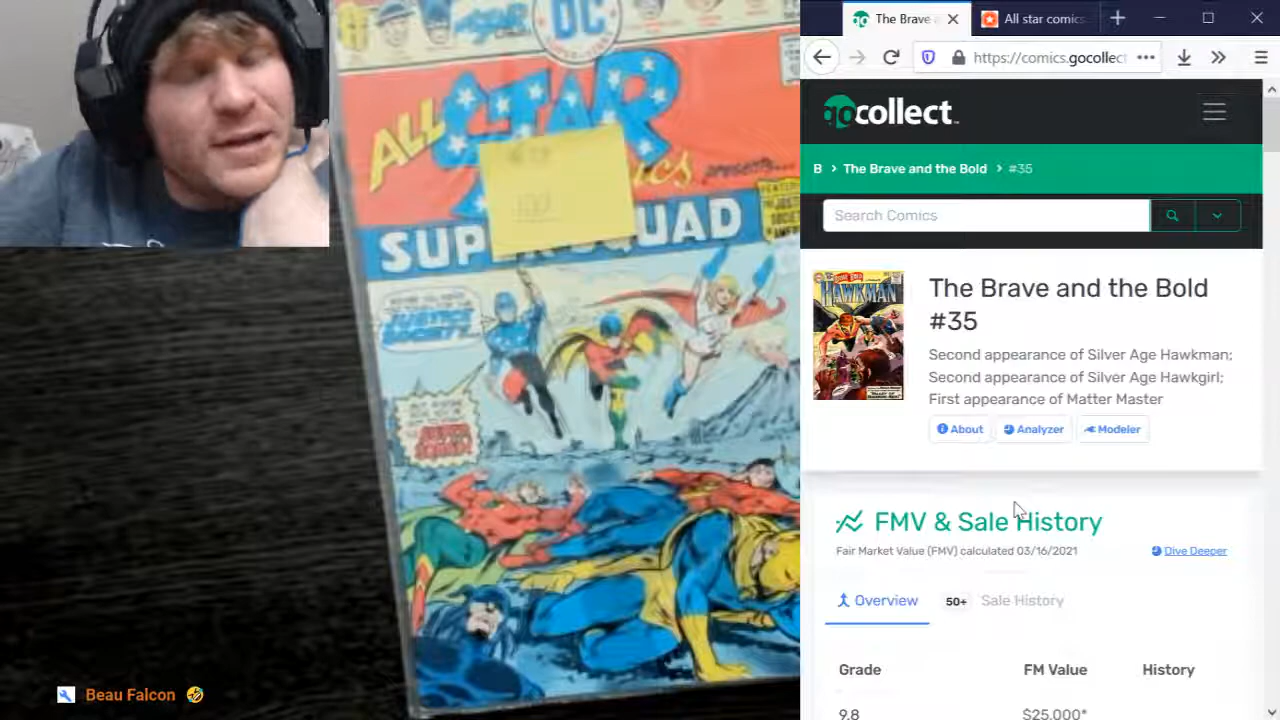 DC
ALL STAR
ics presents...
SUP UAD
SUPER SQUAD!
The Brave
All star comics
https://comics.gocollect
gocollect
B > The Brave and the Bold > #35
Search Comics
HAWKMAN
The Brave and the Bold
#35
Second appearance of Silver Age Hawkman;
Second appearance of Silver Age Hawkgirl;
First appearance of Matter Master
About Analyzer Modeler
FMV & Sale History
Fair Market Value (FMV) calculated 03/16/2021
Dive Deeper
Overview 50+ Sale History
Grade FM Value History
9.8 $25,000*
Beau Falcon